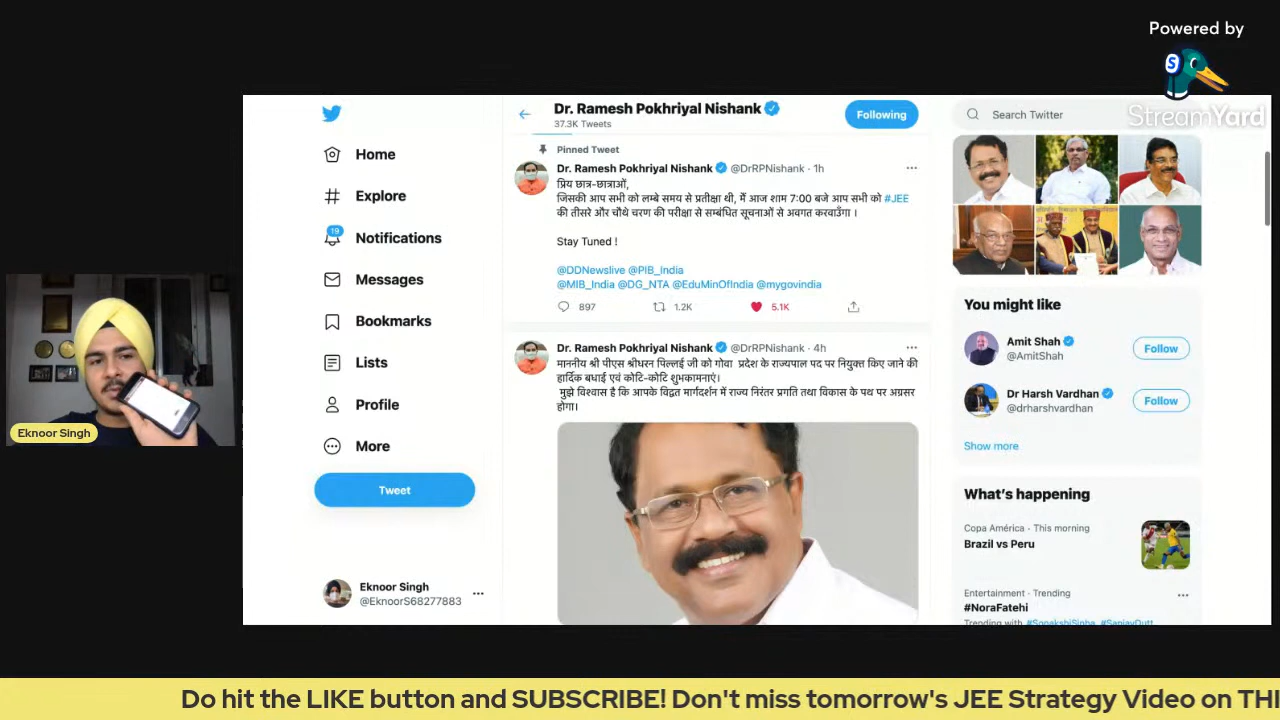 Powered by
S
StreamYard
Dr. Ramesh Pokhriyal Nishank
37.3K Tweets
Following
Search Twitter
Home
Explore
19
Notifications
Messages
Bookmarks
Lists
Profile
More
Tweet
Eknoor Singh
@EknoorS68277883
Pinned Tweet
Dr. Ramesh Pokhriyal Nishank @DrRPNishank · 1h
प्रिय छात्र-छात्राओं,
जिसकी आप सभी को लम्बे समय से प्रतीक्षा थी, मैं आज शाम 7:00 बजे आप सभी को #JEE
की तीसरे और चौथे चरण की परीक्षा से सम्बंधित सूचनाओं से अवगत करवाउँगा ।
Stay Tuned !
@DDNewslive @PIB_India
@MIB_India @DG_NTA @EduMinOfIndia @mygovindia
897 1.2K 5.1K
Dr. Ramesh Pokhriyal Nishank @DrRPNishank · 4h
माननीय श्री पीएस श्रीधरन पिल्लई जी को गोवा प्रदेश के राज्यपाल पद पर नियुक्त किए जाने की
हार्दिक बधाई एवं कोटि-कोटि शुभकामनाएं।
मुझे विश्वास है कि आपके विद्वत मार्गदर्शन में राज्य निरंतर प्रगति तथा विकास के पथ पर अग्रसर
होगा।
You might like
Amit Shah
@AmitShah
Follow
Dr Harsh Vardhan
@drharshvardhan
Follow
Show more
What's happening
Copa América · This morning
Brazil vs Peru
Entertainment · Trending
#NoraFatehi
Trending with #SonakshiSinha, #SanjayDutt
Eknoor Singh
Do hit the LIKE button and SUBSCRIBE! Don't miss tomorrow's JEE Strategy Video on THI